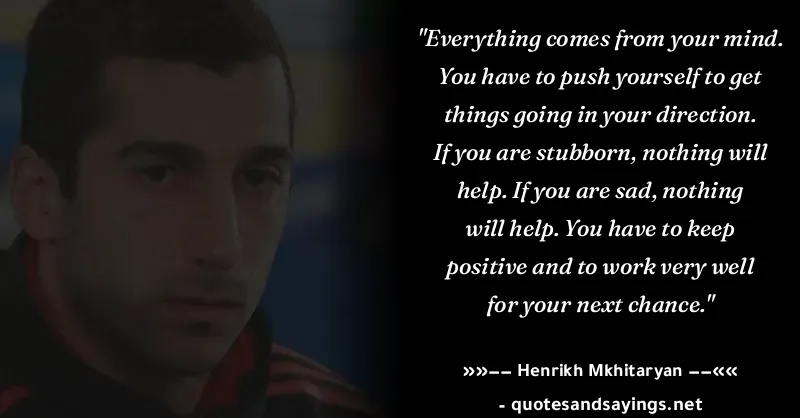 "Everything comes from your mind.
You have to push yourself to get
things going in your direction.
If you are stubborn, nothing will
help. If you are sad, nothing
will help. You have to keep
positive and to work very well
for your next chance."
»»−− Henrikh Mkhitaryan −−««
- quotesandsayings.net